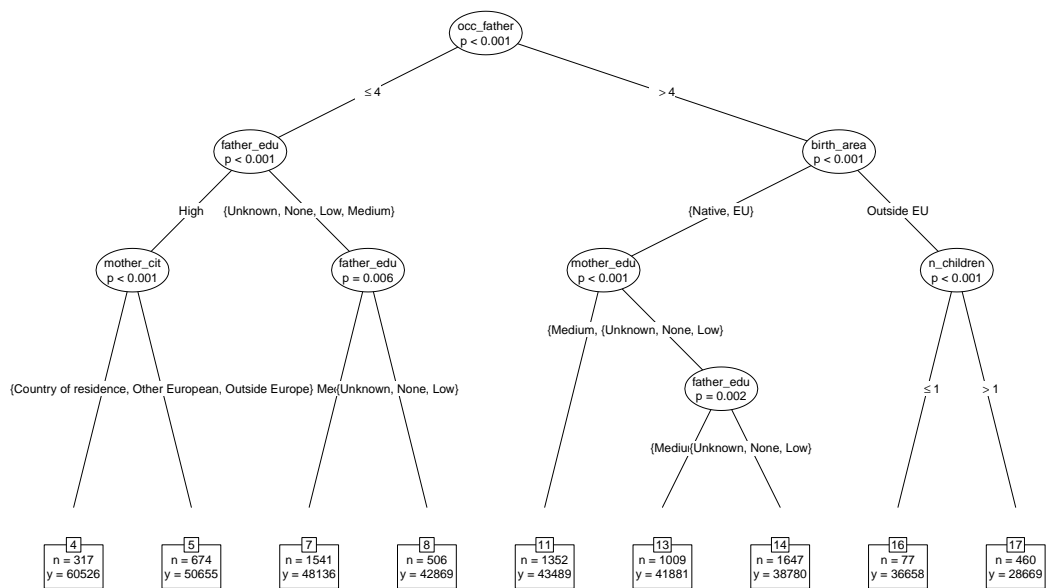 occ_father
p < 0.001
≤ 4
> 4
father_edu
p < 0.001
birth_area
p < 0.001
High
{Unknown, None, Low, Medium}
{Native, EU}
Outside EU
mother_cit
p < 0.001
father_edu
p = 0.006
mother_edu
p < 0.001
n_children
p < 0.001
{Medium, {Unknown, None, Low}
father_edu
p = 0.002
{Country of residence, Other European, Outside Europe}
{Unknown, None, Low}
≤ 1
> 1
{Unknown, None, Low}
4
n = 317
y = 60526
5
n = 674
y = 50655
7
n = 1541
y = 48136
8
n = 506
y = 42869
11
n = 1352
y = 43489
13
n = 1009
y = 41881
14
n = 1647
y = 38780
16
n = 77
y = 36658
17
n = 460
y = 28669